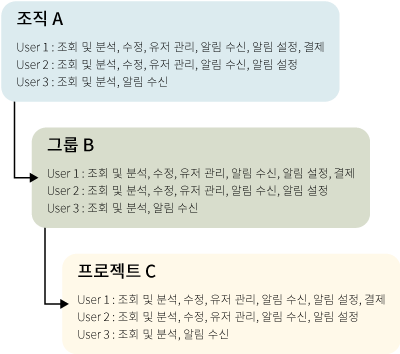 조직 A
User 1 : 조회 및 분석, 수정, 유저 관리, 알림 수신, 알림 설정, 결제
User 2 : 조회 및 분석, 수정, 유저 관리, 알림 수신, 알림 설정
User 3 : 조회 및 분석, 알림 수신
그룹 B
User 1 : 조회 및 분석, 수정, 유저 관리, 알림 수신, 알림 설정, 결제
User 2 : 조회 및 분석, 수정, 유저 관리, 알림 수신, 알림 설정
User 3 : 조회 및 분석, 알림 수신
프로젝트 C
User 1 : 조회 및 분석, 수정, 유저 관리, 알림 수신, 알림 설정, 결제
User 2 : 조회 및 분석, 수정, 유저 관리, 알림 수신, 알림 설정
User 3 : 조회 및 분석, 알림 수신